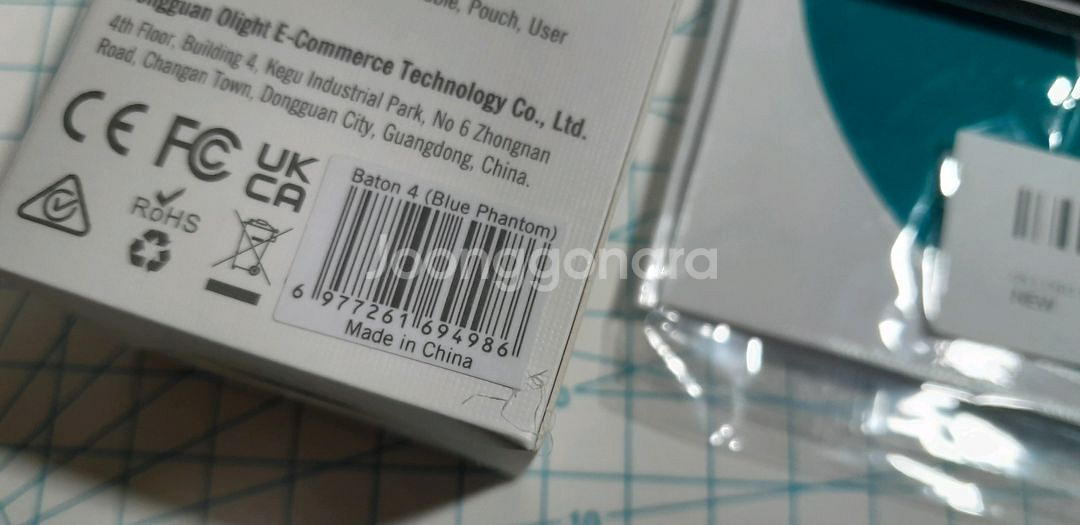 Pouch, User
Olight E-Commerce Technology Co., Ltd.
4th Floor, Building 4, Kegu Industrial Park, No 6 Zhongnan
Road, Changan Town, Dongguan City, Guangdong, China.
CE FC UK
CA
RoHS
Baton 4 (Blue Phantom)
6 977261 694986
Made in China
Joonggonara
NEW
10